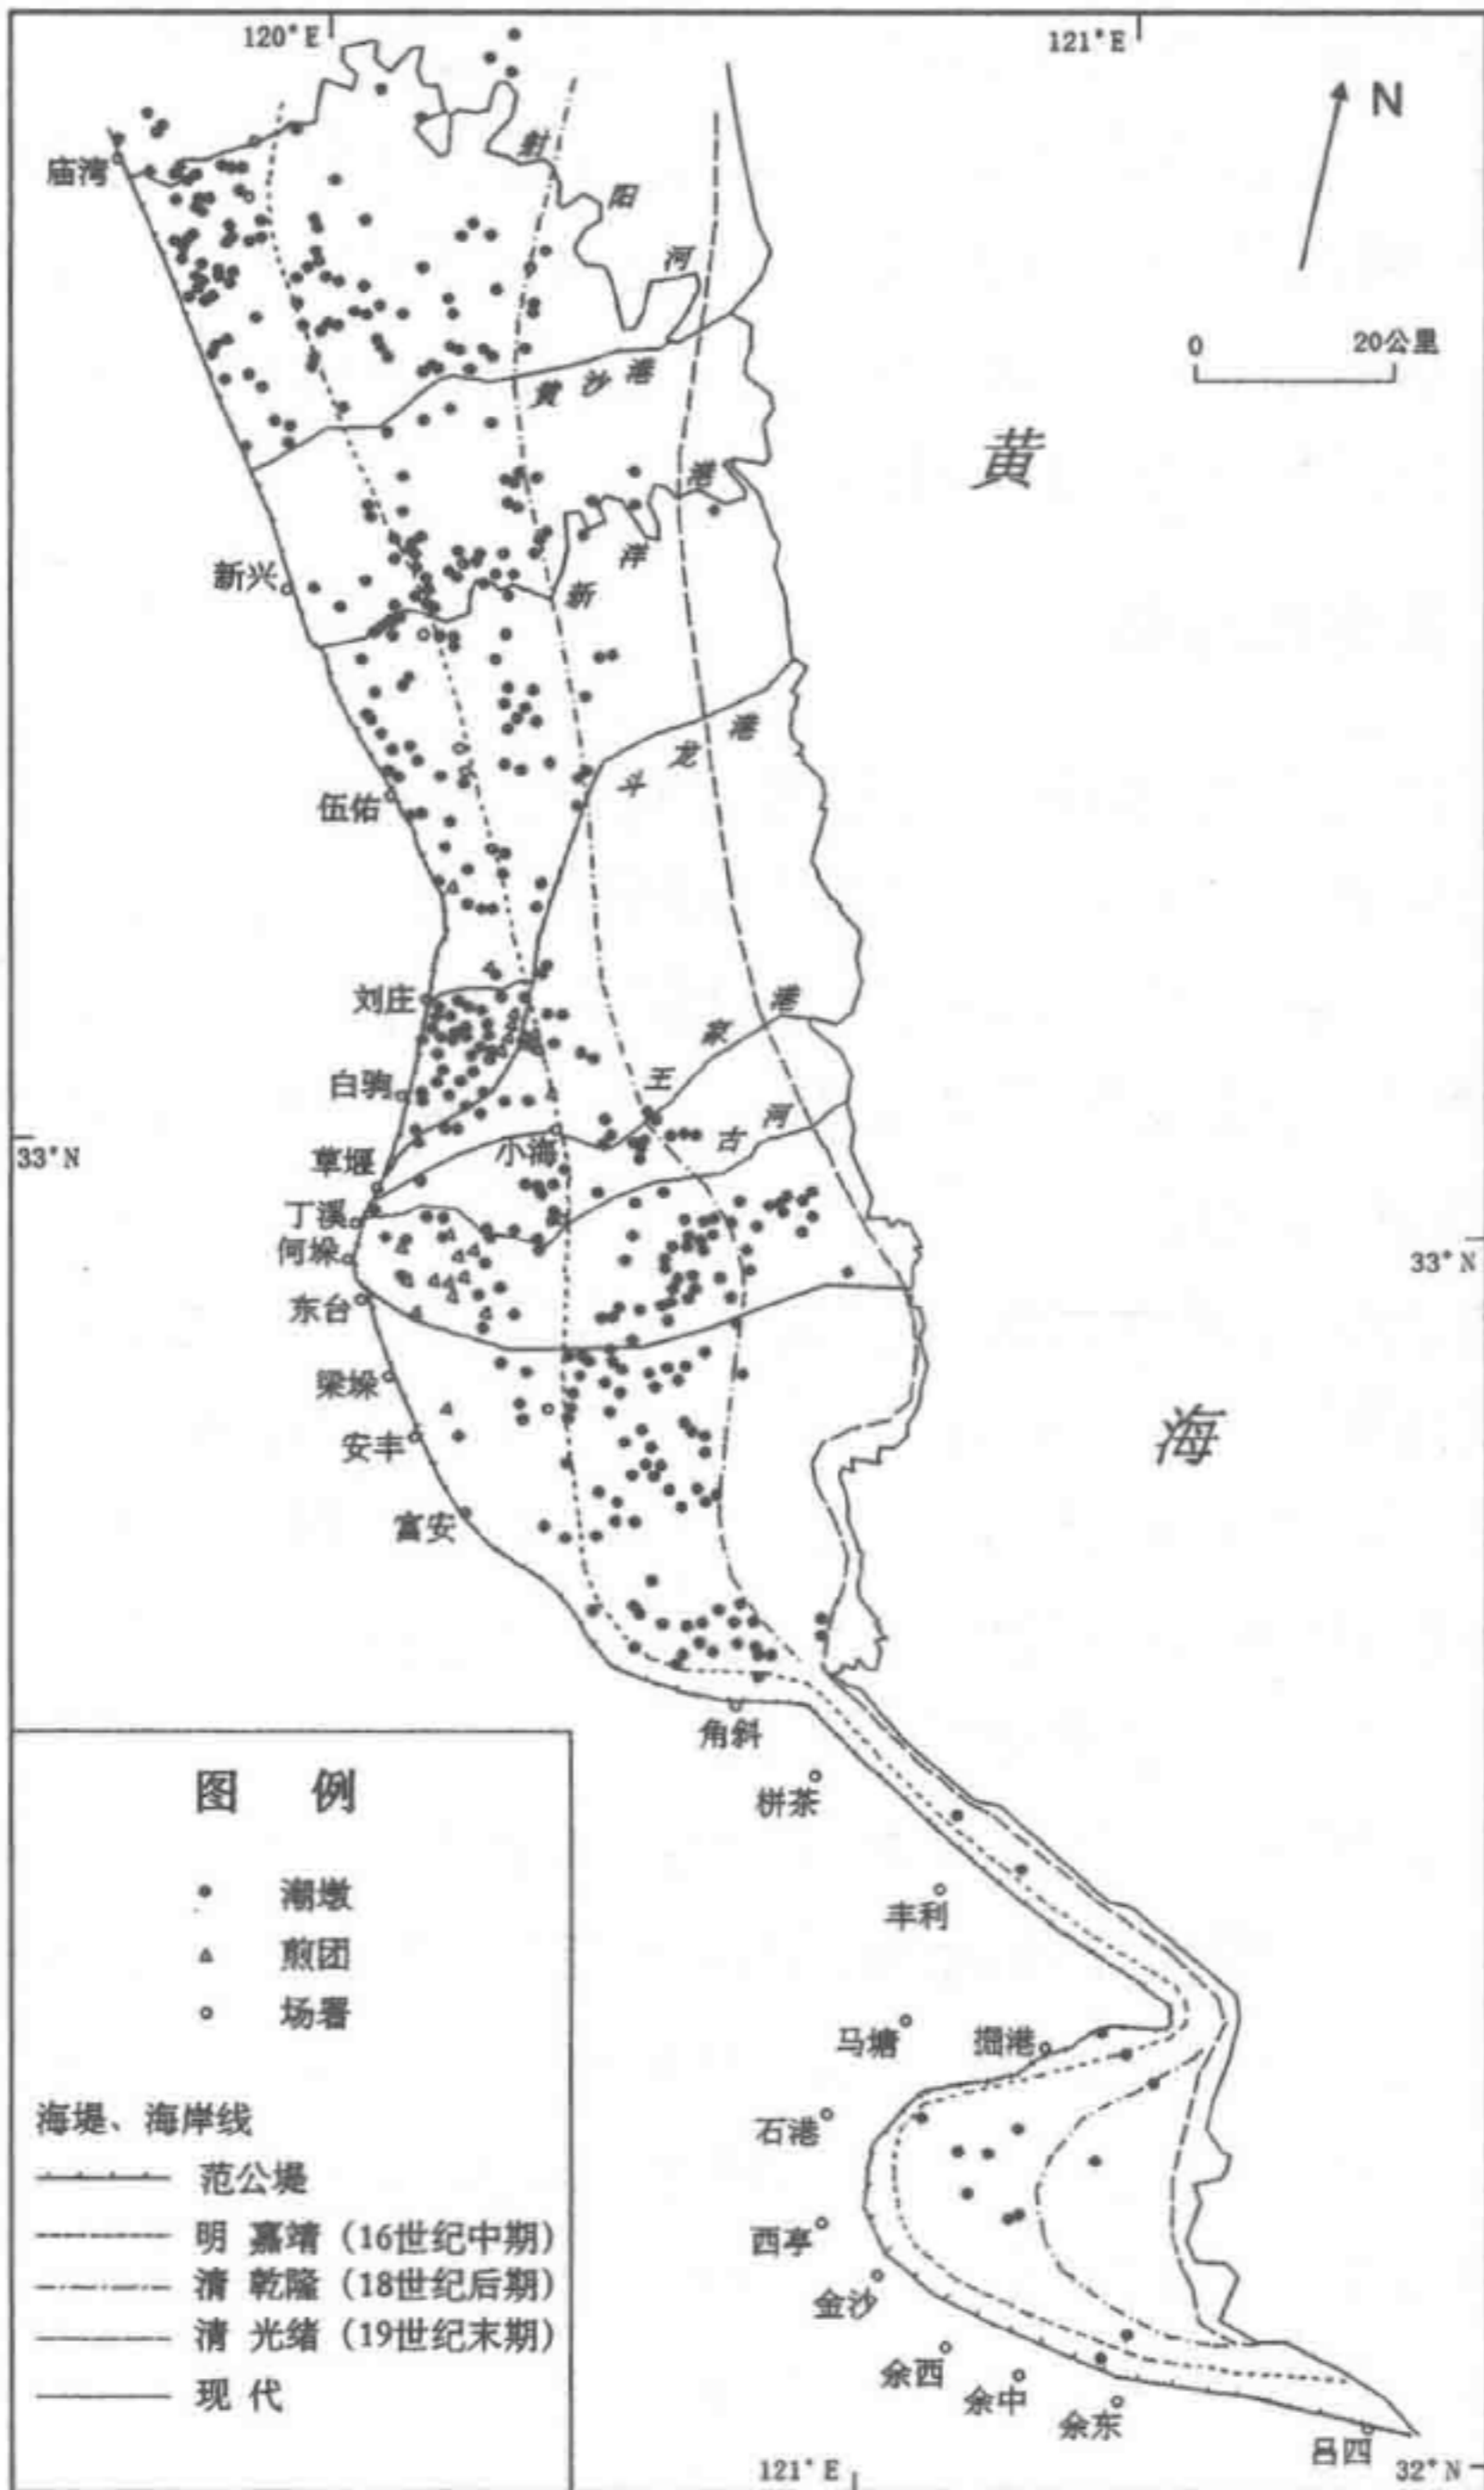 120°E
121°E
N
庙湾
射阳河
0 20公里
黄沙港
黄海
新洋港
新兴
斗龙港
伍佑
刘庄
王家港
白驹
古河
33°N
小海
草堰
丁溪
何垛
33°N
东台
梁垛
安丰
富安
角斜
栟茶
丰利
马塘
掘港
石港
西亭
金沙
余西
余中
余东
吕四
121°E
32°N
图 例
潮墩
煎团
场署
海堤、海岸线
范公堤
明 嘉靖（16世纪中期）
清 乾隆（18世纪后期）
清 光绪（19世纪末期）
现 代